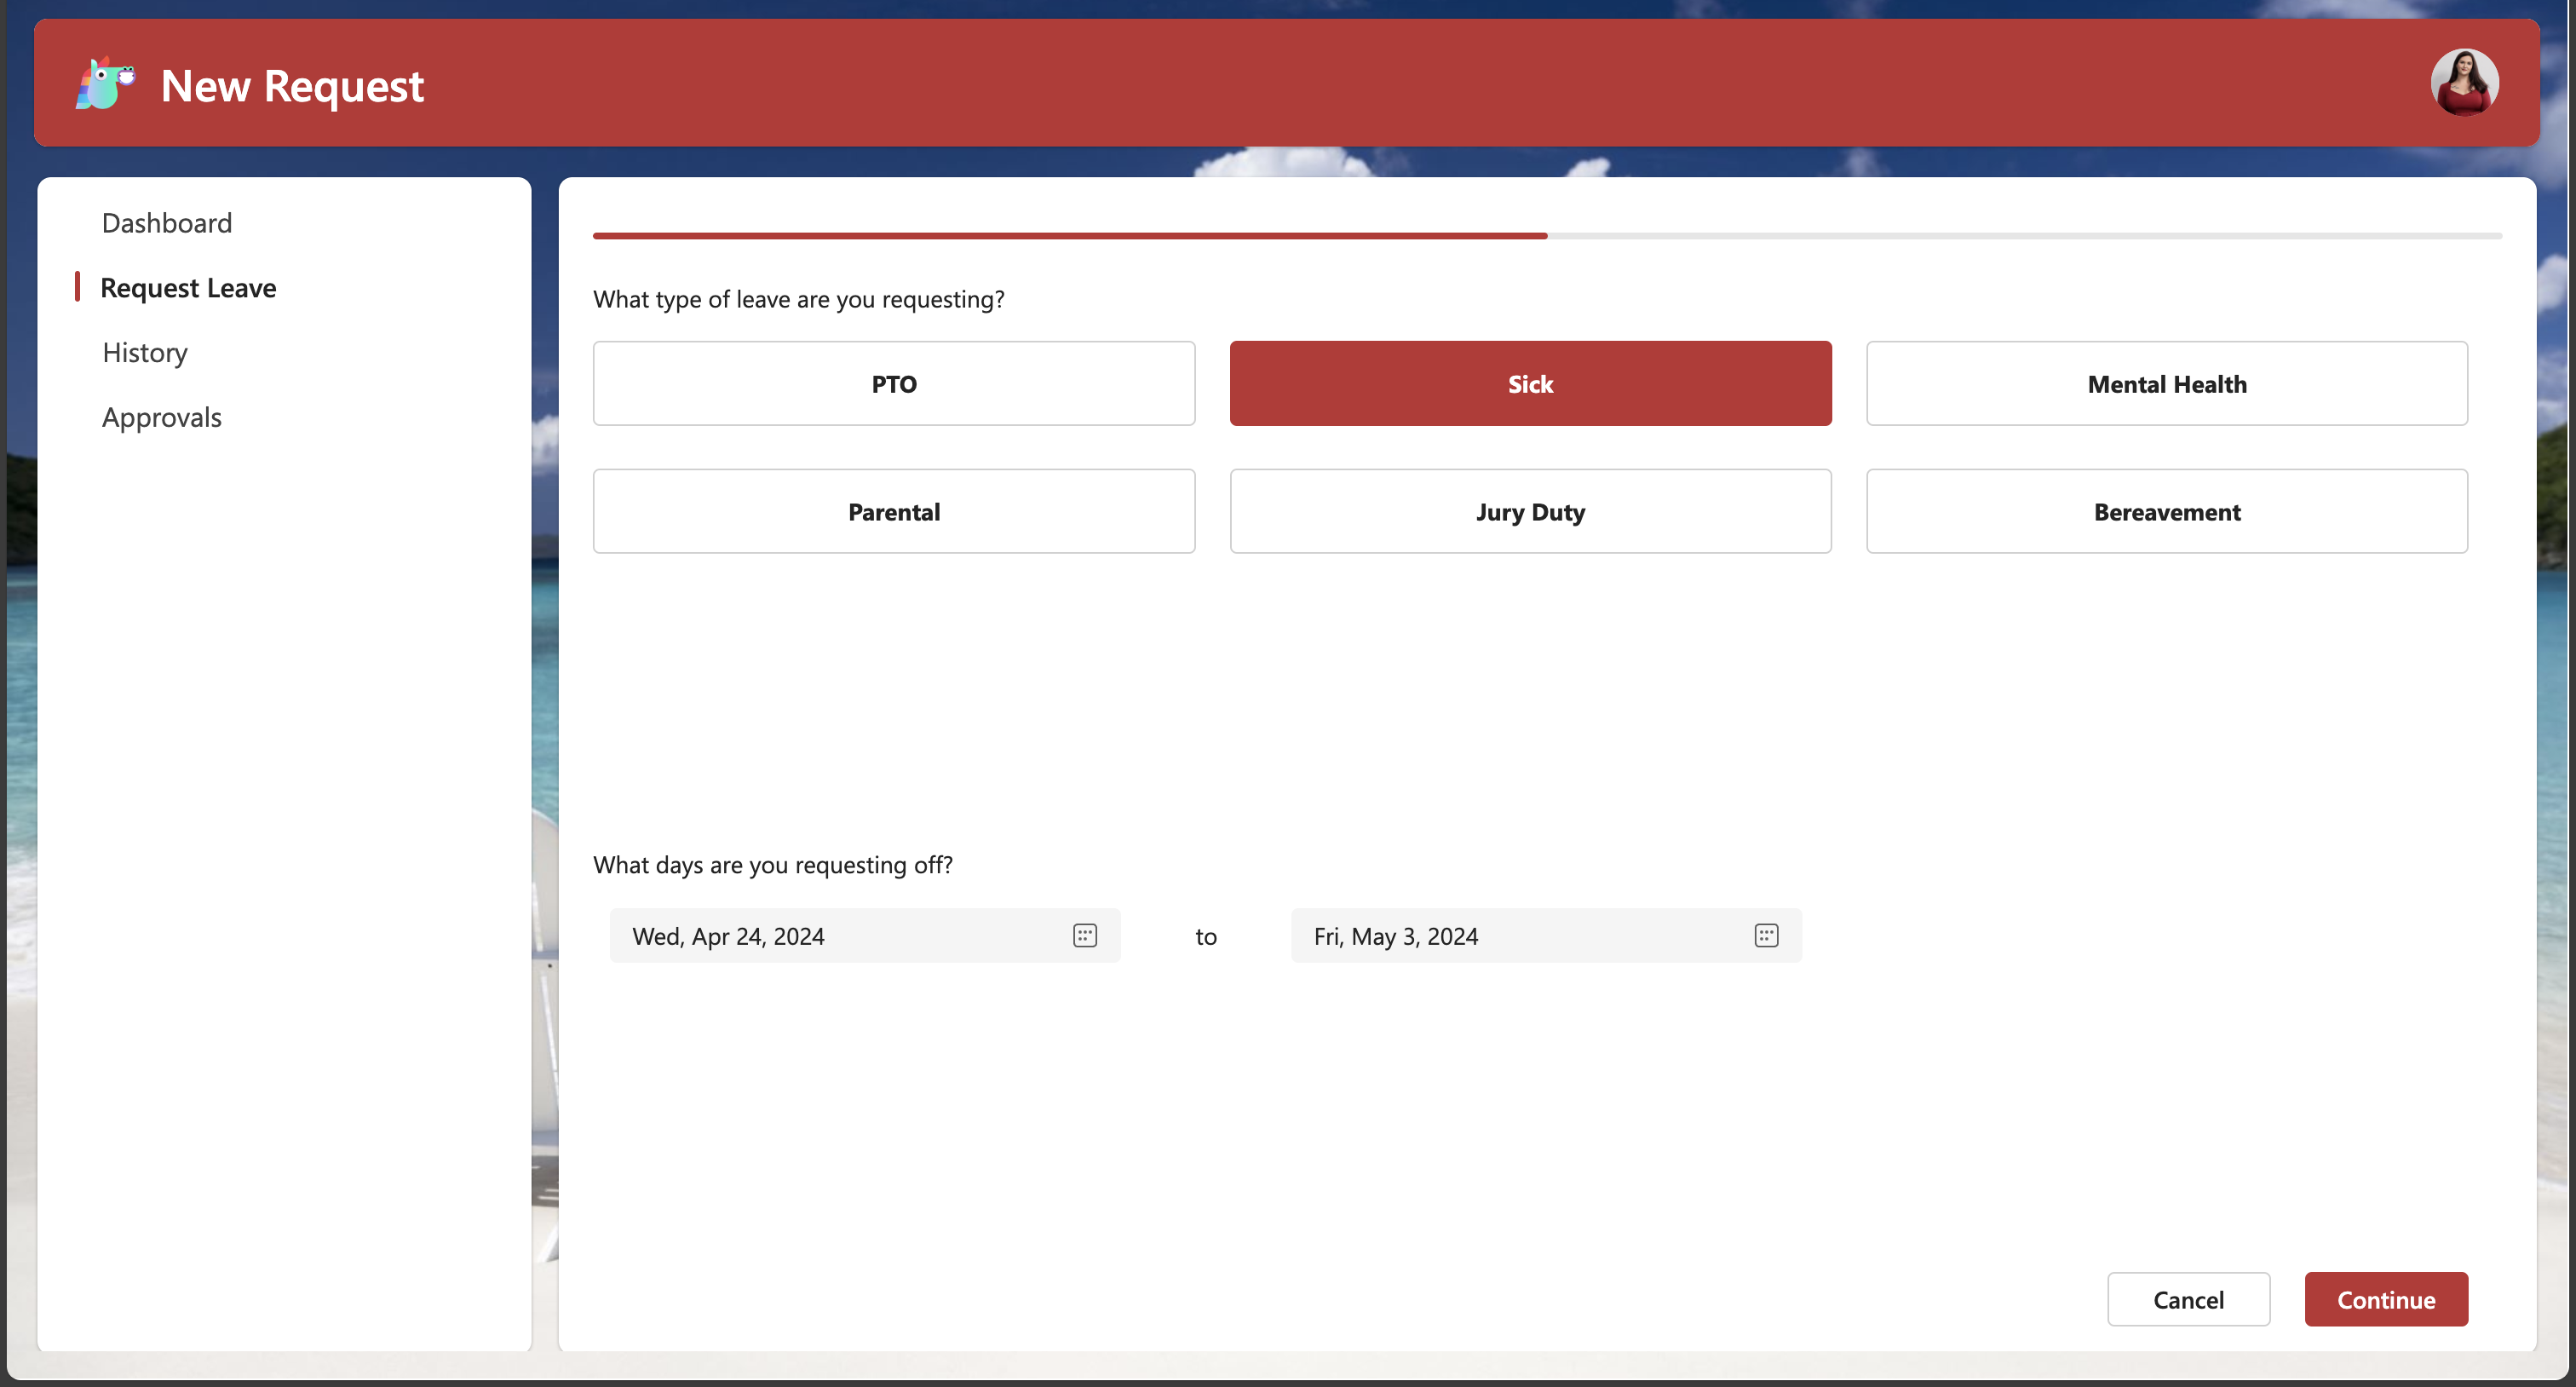 New Request
Dashboard
Request Leave
History
Approvals
What type of leave are you requesting?
PTO
Sick
Mental Health
Parental
Jury Duty
Bereavement
What days are you requesting off?
Wed, Apr 24, 2024
to
Fri, May 3, 2024
Cancel
Continue